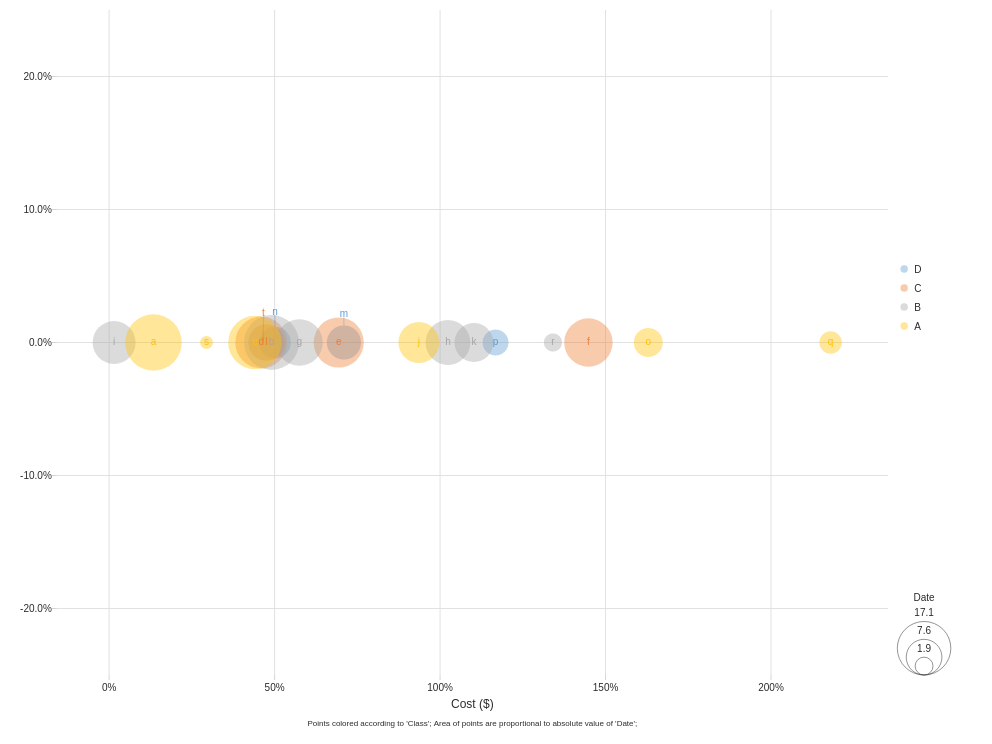 20.0%
10.0%
0.0%
-10.0%
-20.0%
t n m
i a s d l g e j h k p r f o q
0% 50% 100% 150% 200%
Cost ($)
D
C
B
A
Date
17.1
7.6
1.9
Points colored according to 'Class'; Area of points are proportional to absolute value of 'Date';